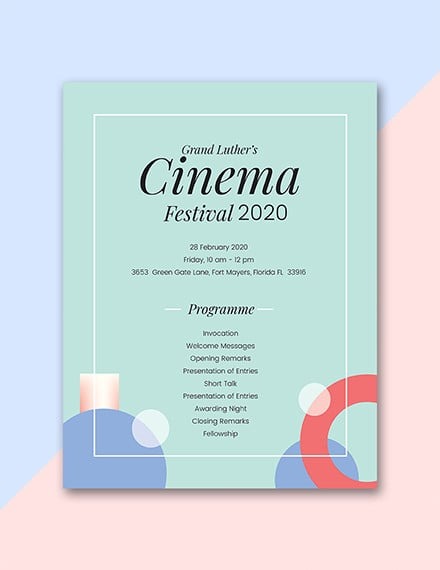 Grand Luther's
Cinema
Festival 2020
28 February 2020
Friday, 10 am - 12 pm
3653 Green Gate Lane, Fort Mayers, Florida FL 33916
Programme
Invocation
Welcome Messages
Opening Remarks
Presentation of Entries
Short Talk
Presentation of Entries
Awarding Night
Closing Remarks
Fellowship